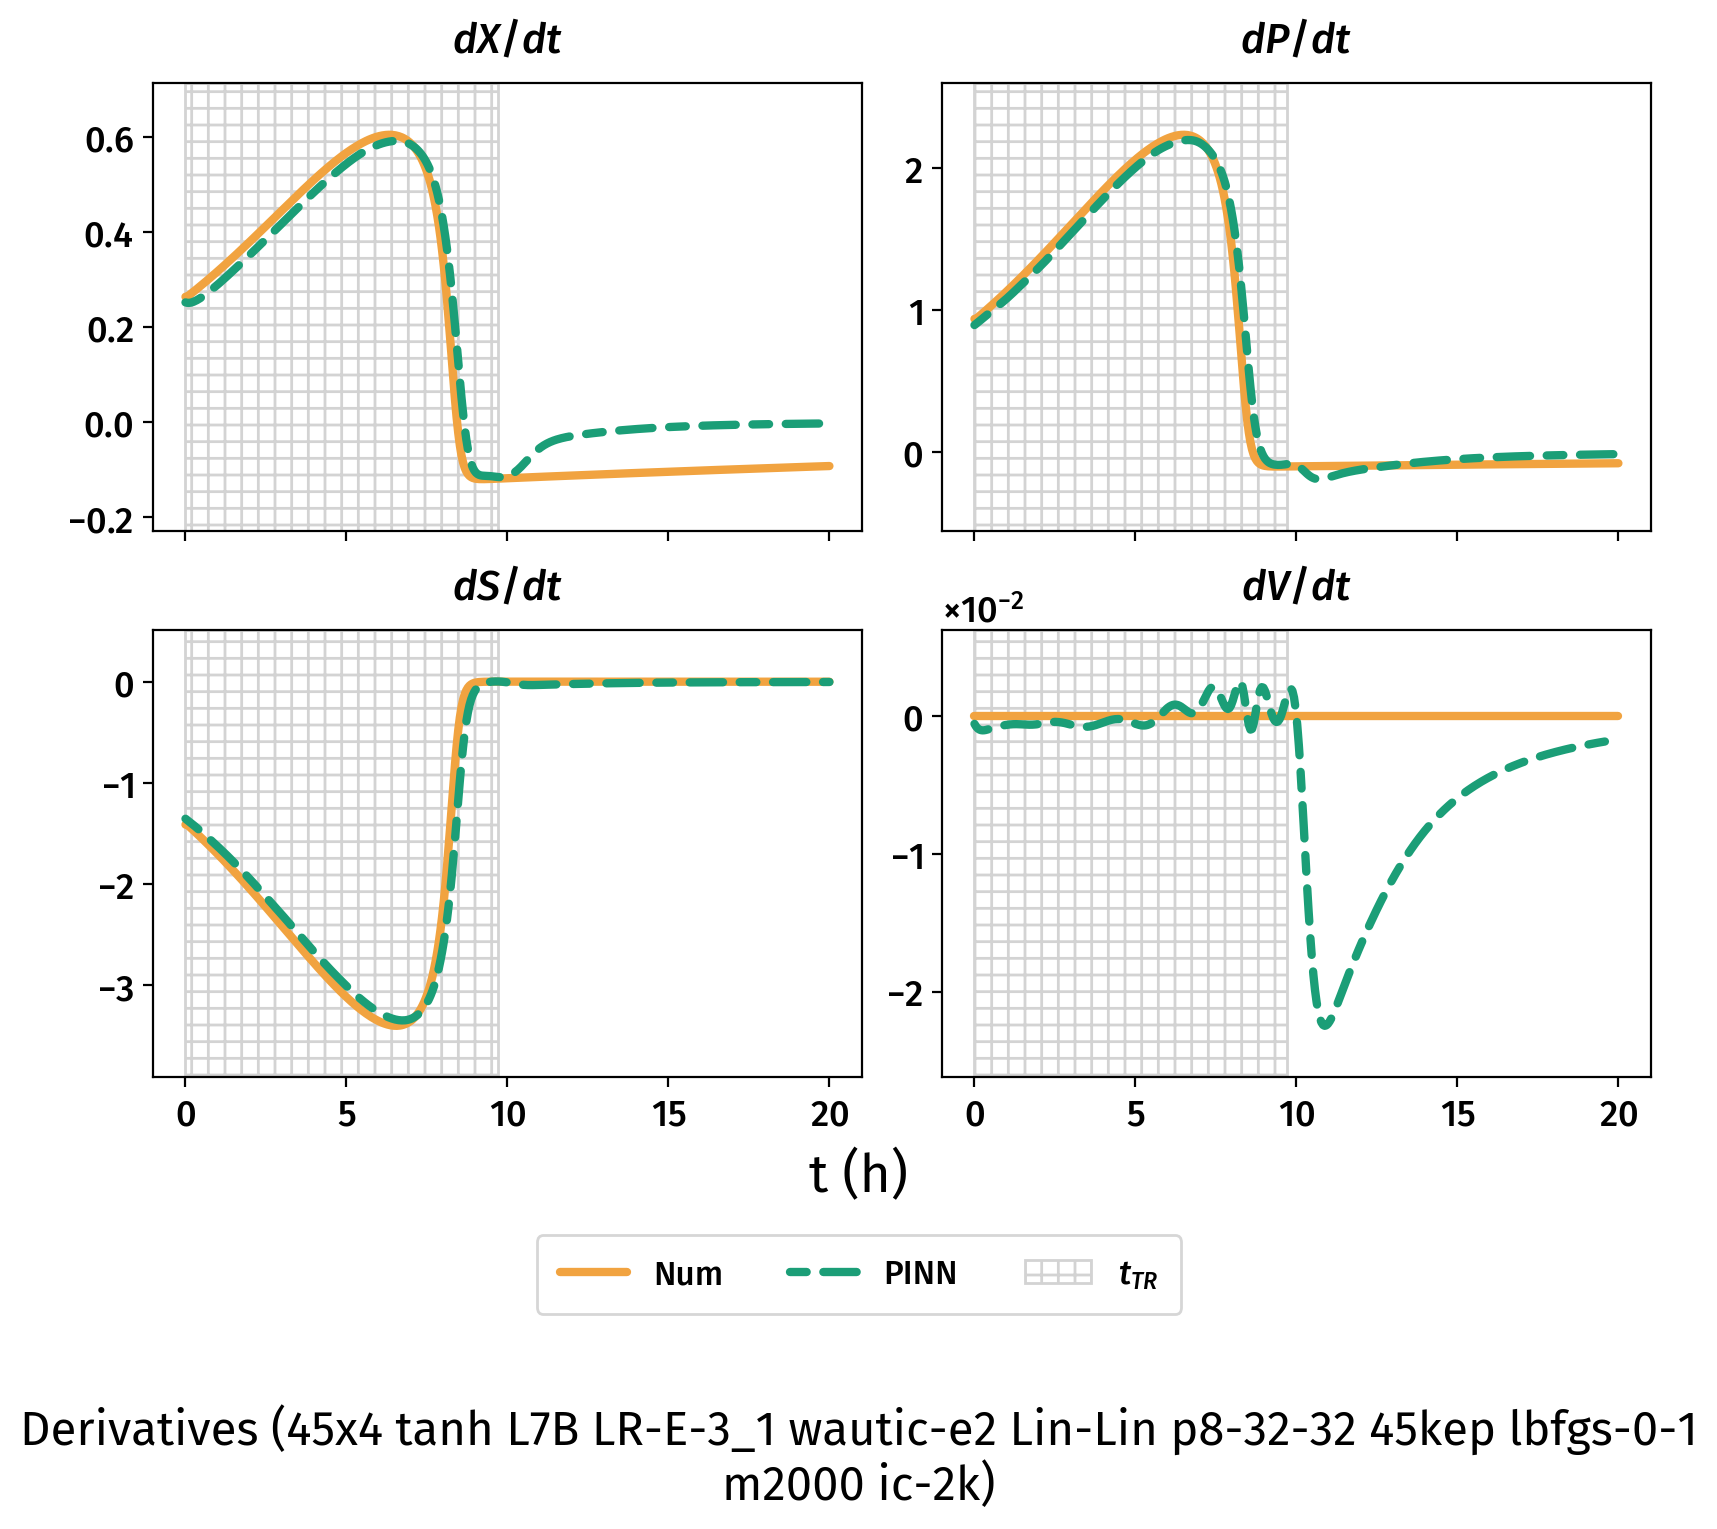 dX/dt
dP/dt
0.6
0.4
0.2
0.0
−0.2
2
1
0
dS/dt
dV/dt
×10⁻²
0
−1
−2
−3
0
−1
−2
0 5 10 15 20
0 5 10 15 20
t (h)
Num PINN t_TR
Derivatives (45x4 tanh L7B LR-E-3_1 wautic-e2 Lin-Lin p8-32-32 45kep lbfgs-0-1
m2000 ic-2k)